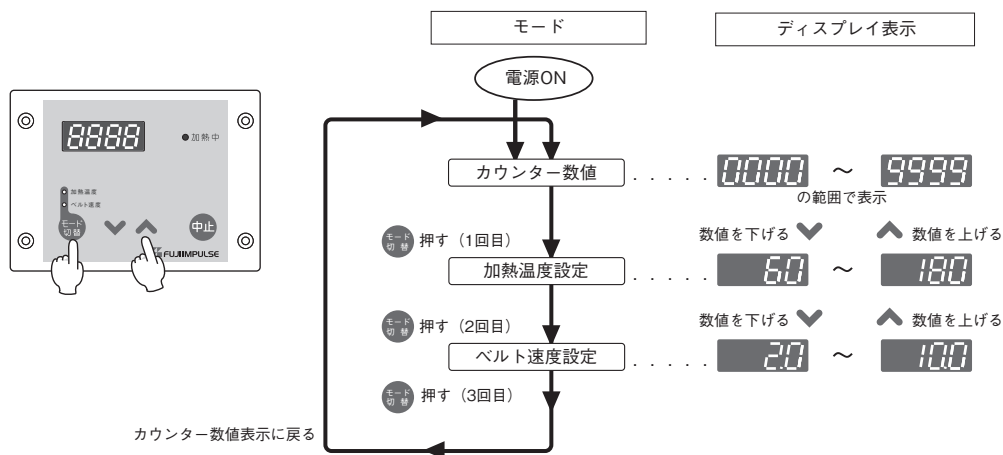 モード
ディスプレイ表示
電源ON
8888
加熱中
加熱温度
ベルト速度
モード
切替
中止
FUJIIMPULSE
カウンター数値 . . . . . 0000 ～ 9999
の範囲で表示
モード
切替
押す（1回目）
数値を下げる
数値を上げる
加熱温度設定 . . . . . 60 ～ 180
モード
切替
押す（2回目）
数値を下げる
数値を上げる
ベルト速度設定 . . . . . 2.0 ～ 10.0
モード
切替
押す（3回目）
カウンター数値表示に戻る